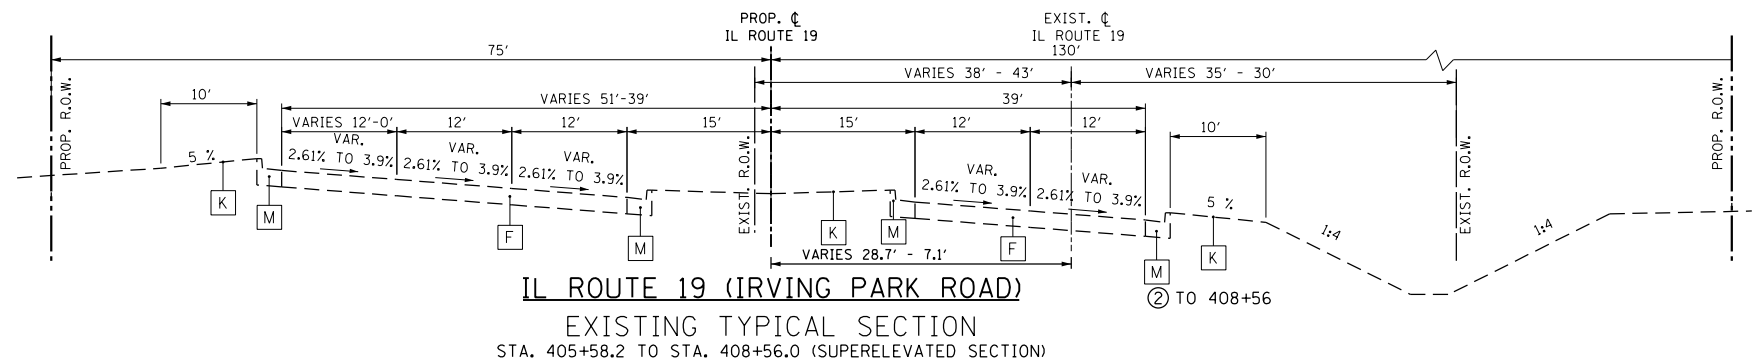 PROP. ℄
IL ROUTE 19
EXIST. ℄
IL ROUTE 19
75'
130'
VARIES 38' - 43'
VARIES 35' - 30'
PROP. R.O.W.
10'
VARIES 51'-39'
39'
VARIES 12'-0'
12'
12'
15'
15'
12'
12'
10'
5 %
VAR.
2.61% TO 3.9%
VAR.
2.61% TO 3.9%
VAR.
2.61% TO 3.9%
EXIST. R.O.W.
VAR.
2.61% TO 3.9%
VAR.
2.61% TO 3.9%
5 %
1:4
EXIST. R.O.W.
1:4
PROP. R.O.W.
K
M
F
M
K
M
F
M
K
VARIES 28.7' - 7.1'
② TO 408+56
IL ROUTE 19 (IRVING PARK ROAD)
EXISTING TYPICAL SECTION
STA. 405+58.2 TO STA. 408+56.0 (SUPERELEVATED SECTION)